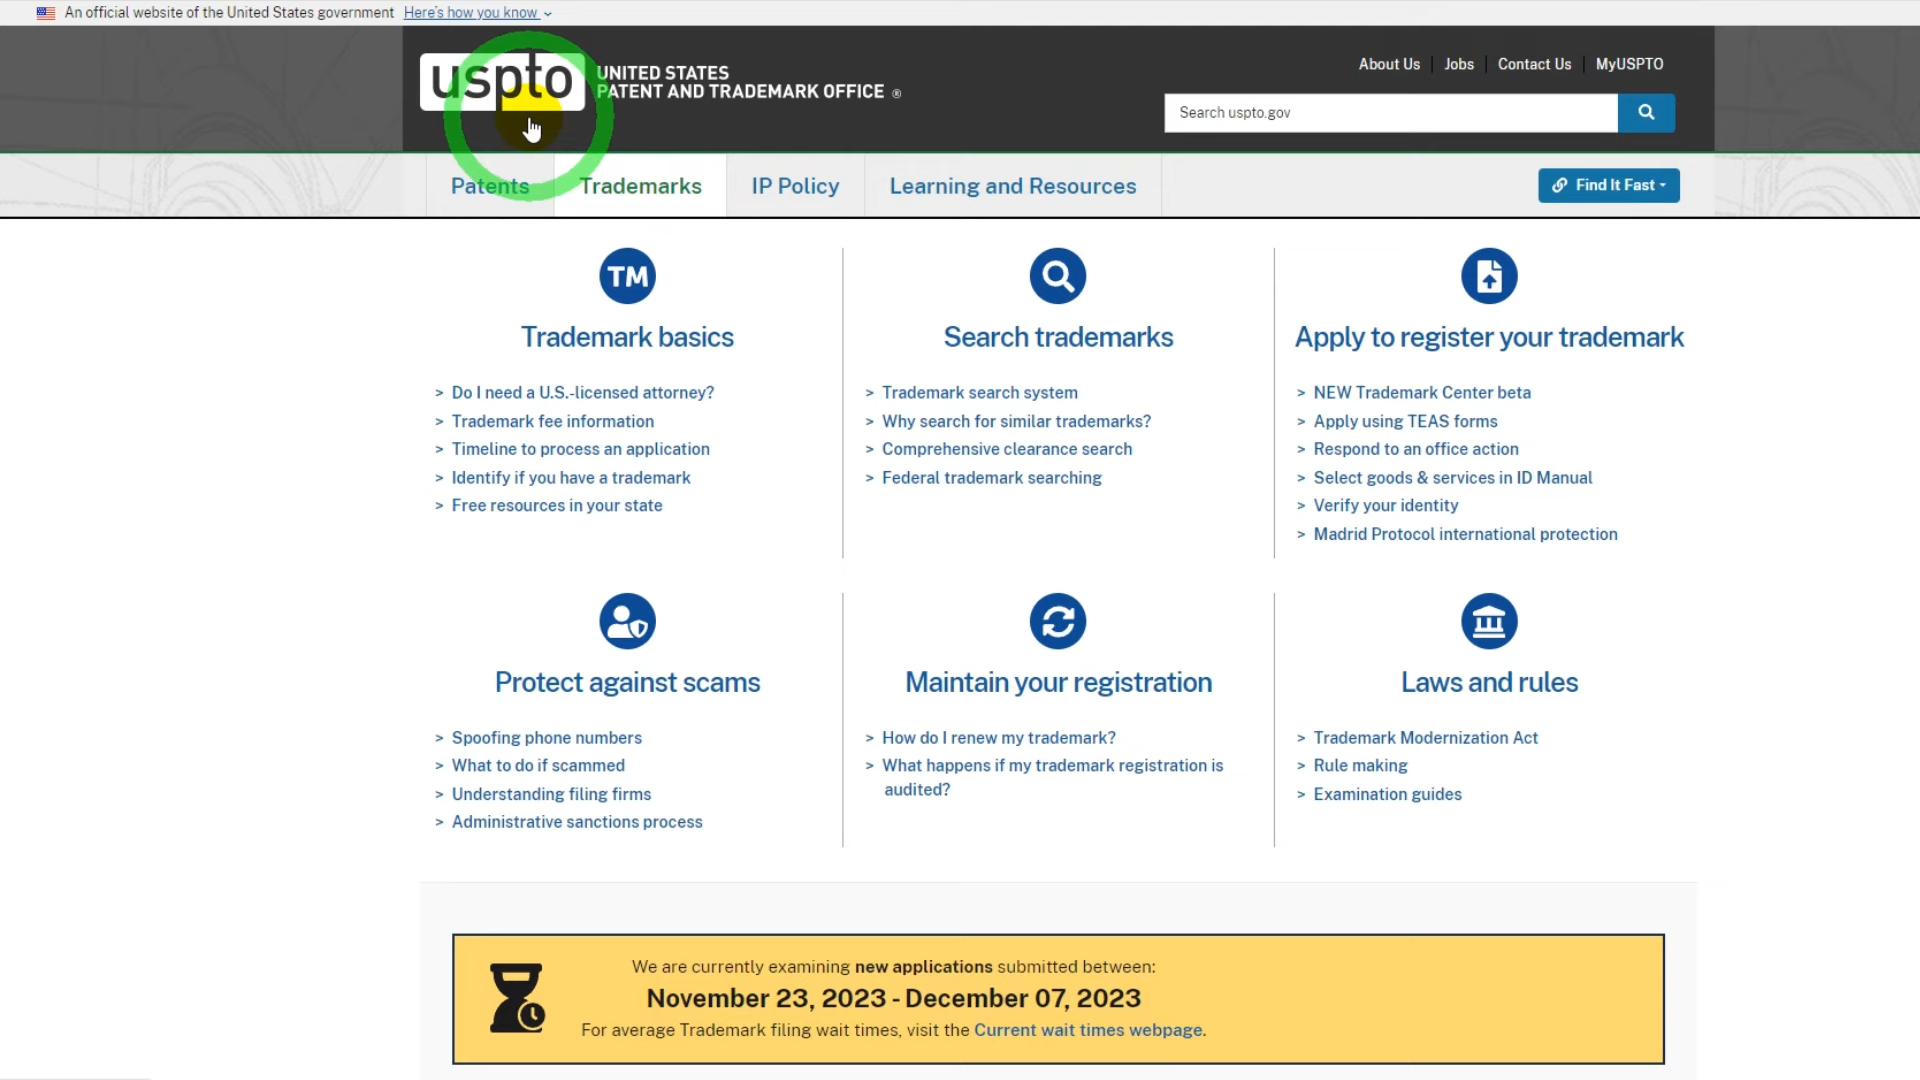 An official website of the United States government Here's how you know
uspto UNITED STATES
PATENT AND TRADEMARK OFFICE ®
About Us Jobs Contact Us MyUSPTO
Search uspto.gov
Patents Trademarks IP Policy Learning and Resources Find It Fast
TM
Trademark basics
> Do I need a U.S.-licensed attorney?
> Trademark fee information
> Timeline to process an application
> Identify if you have a trademark
> Free resources in your state
Search trademarks
> Trademark search system
> Why search for similar trademarks?
> Comprehensive clearance search
> Federal trademark searching
Apply to register your trademark
> NEW Trademark Center beta
> Apply using TEAS forms
> Respond to an office action
> Select goods & services in ID Manual
> Verify your identity
> Madrid Protocol international protection
Protect against scams
> Spoofing phone numbers
> What to do if scammed
> Understanding filing firms
> Administrative sanctions process
Maintain your registration
> How do I renew my trademark?
> What happens if my trademark registration is
audited?
Laws and rules
> Trademark Modernization Act
> Rule making
> Examination guides
We are currently examining new applications submitted between:
November 23, 2023 - December 07, 2023
For average Trademark filing wait times, visit the Current wait times webpage.